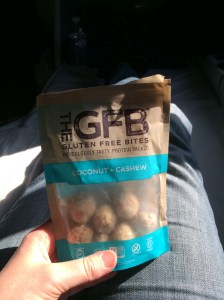 THE GFB
GLUTEN FREE BITES
COCONUT + CASHEW